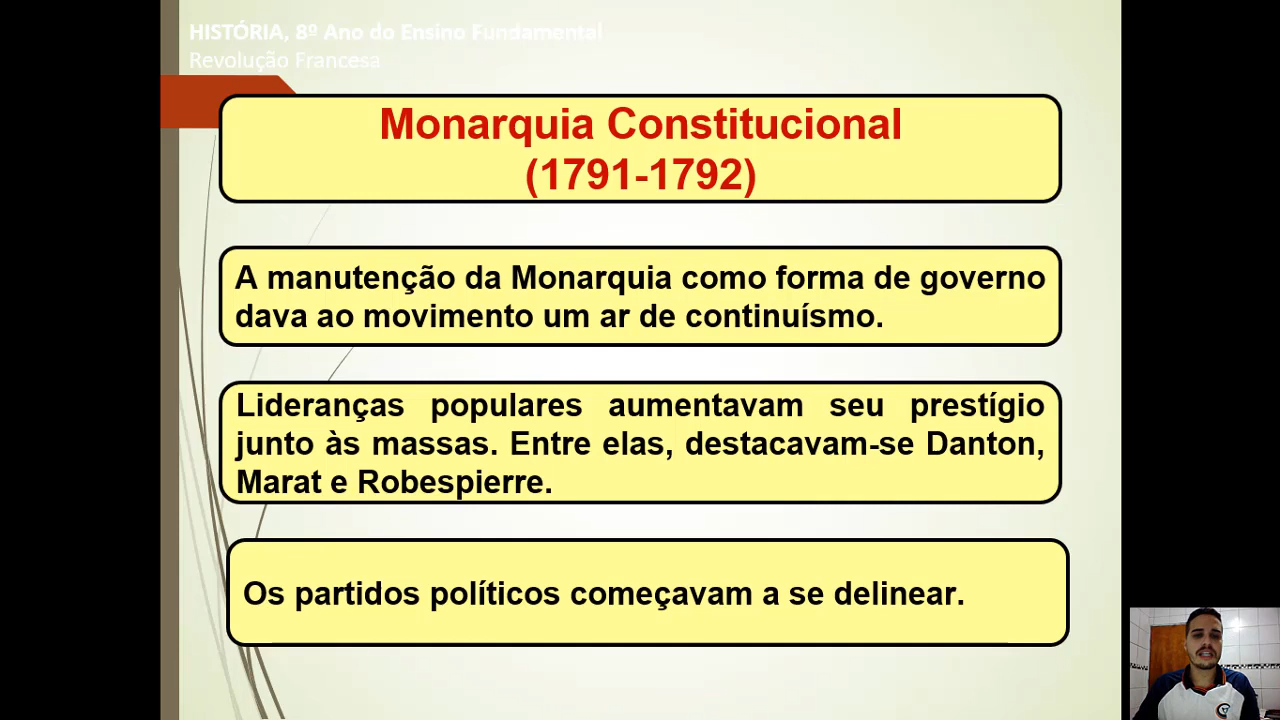 HISTÓRIA, 8º Ano do Ensino Fundamental
Revolução Francesa
Monarquia Constitucional
(1791-1792)
A manutenção da Monarquia como forma de governo
dava ao movimento um ar de continuísmo.
Lideranças populares aumentavam seu prestígio
junto às massas. Entre elas, destacavam-se Danton,
Marat e Robespierre.
Os partidos políticos começavam a se delinear.